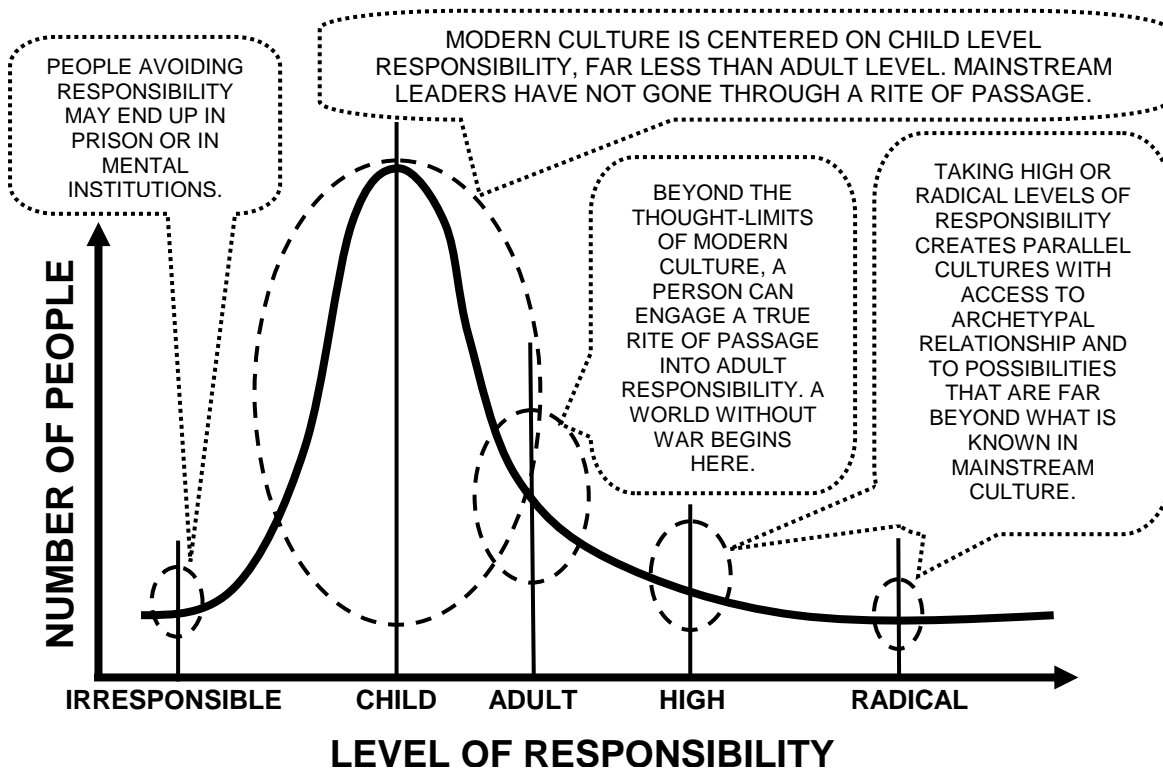 PEOPLE AVOIDING
RESPONSIBILITY
MAY END UP IN
PRISON OR IN
MENTAL
INSTITUTIONS.
MODERN CULTURE IS CENTERED ON CHILD LEVEL
RESPONSIBILITY, FAR LESS THAN ADULT LEVEL. MAINSTREAM
LEADERS HAVE NOT GONE THROUGH A RITE OF PASSAGE.
BEYOND THE
THOUGHT-LIMITS
OF MODERN
CULTURE, A
PERSON CAN
ENGAGE A TRUE
RITE OF PASSAGE
INTO ADULT
RESPONSIBILITY. A
WORLD WITHOUT
WAR BEGINS
HERE.
TAKING HIGH OR
RADICAL LEVELS OF
RESPONSIBILITY
CREATES PARALLEL
CULTURES WITH
ACCESS TO
ARCHETYPAL
RELATIONSHIP AND
TO POSSIBILITIES
THAT ARE FAR
BEYOND WHAT IS
KNOWN IN
MAINSTREAM
CULTURE.
NUMBER OF PEOPLE
IRRESPONSIBLE CHILD ADULT HIGH RADICAL
LEVEL OF RESPONSIBILITY